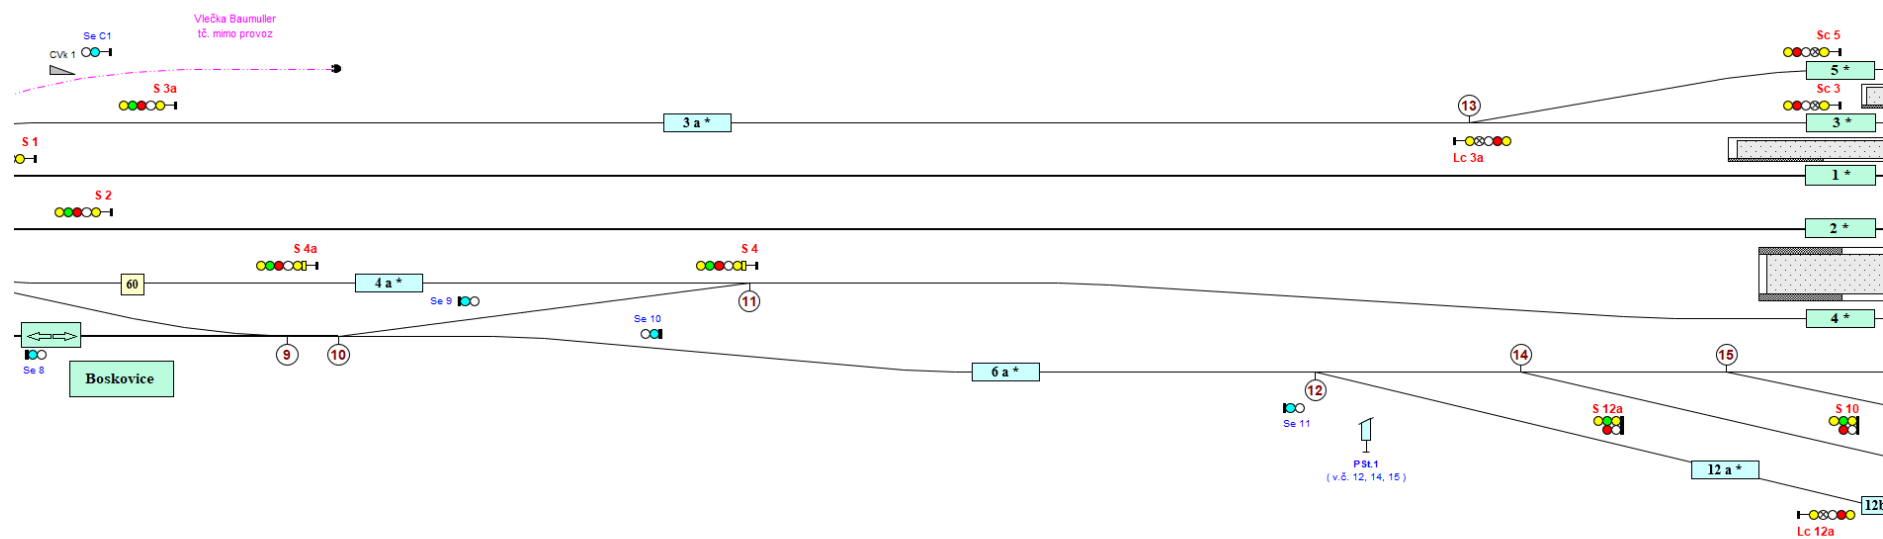 Vlečka Baumuller
tč. mimo provoz
Se C1
CVk 1
Sc 5
5 *
S 3a
Sc 3
13
3 a *
3 *
S 1
Lc 3a
1 *
S 2
2 *
S 4a
S 4
60
4 a *
Se 9
11
Se 10
4 *
9
10
14
15
Se 8
Boskovice
6 a *
12
S 12a
S 10
Se 11
PSt.1
( v.č. 12, 14, 15 )
12 a *
12b
Lc 12a